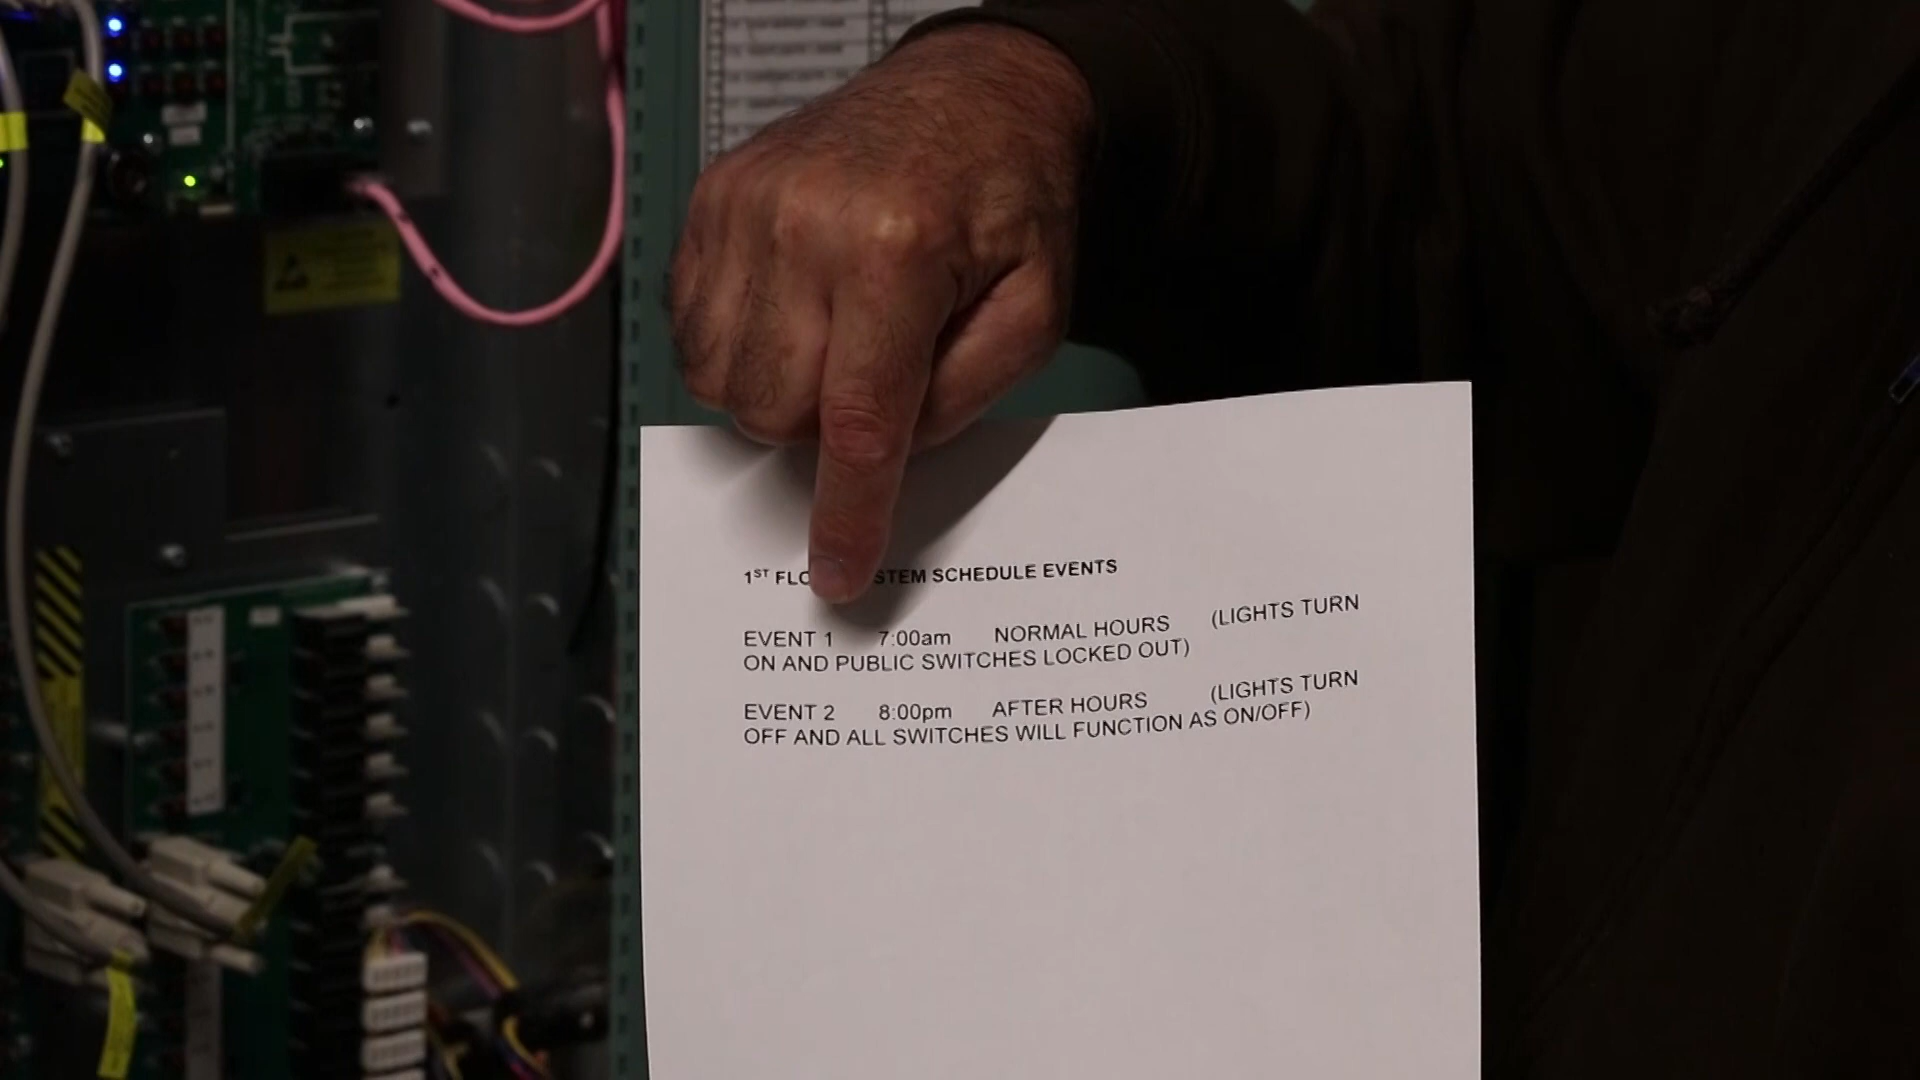 1ST FLO STEM SCHEDULE EVENTS
EVENT 1 7:00am NORMAL HOURS (LIGHTS TURN
ON AND PUBLIC SWITCHES LOCKED OUT)
EVENT 2 8:00pm AFTER HOURS (LIGHTS TURN
OFF AND ALL SWITCHES WILL FUNCTION AS ON/OFF)